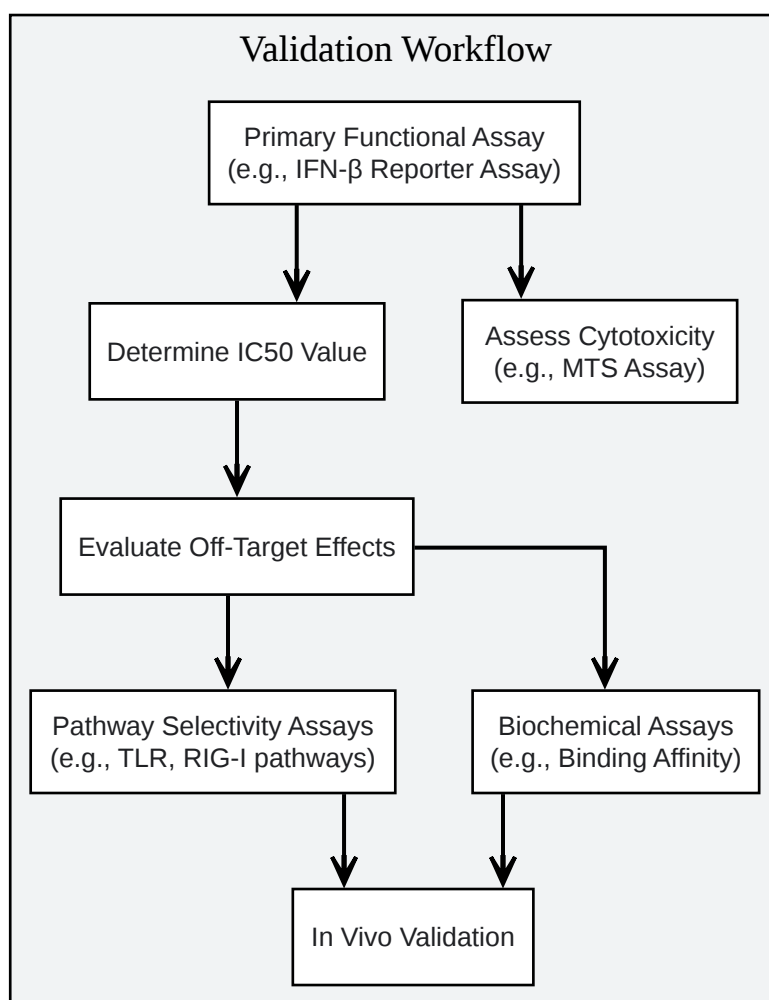 Validation Workflow
Primary Functional Assay
(e.g., IFN-β Reporter Assay)
Determine IC50 Value
Assess Cytotoxicity
(e.g., MTS Assay)
Evaluate Off-Target Effects
Pathway Selectivity Assays
(e.g., TLR, RIG-I pathways)
Biochemical Assays
(e.g., Binding Affinity)
In Vivo Validation